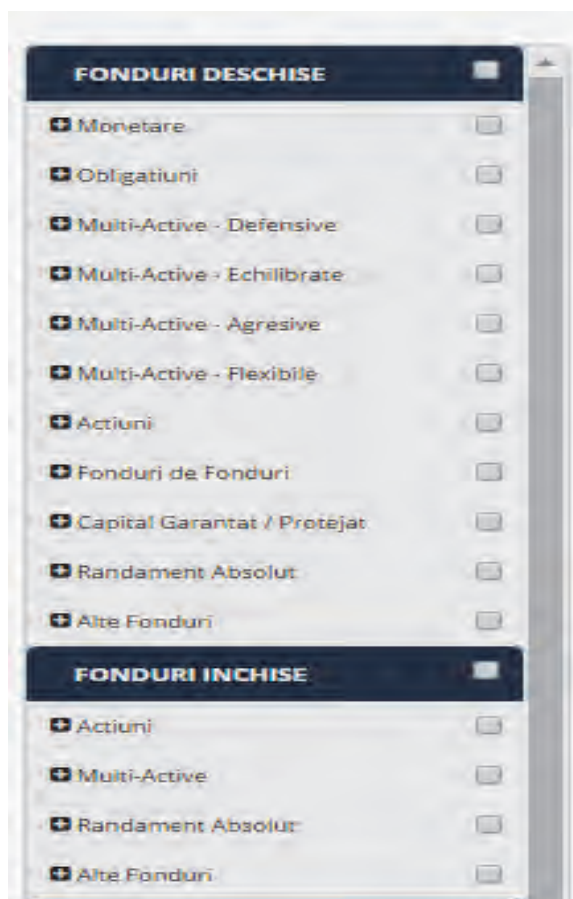 FONDURI DESCHISE
Monetare
Obligatiuni
Multi-Active - Defensive
Multi-Active - Echilibrate
Multi-Active - Agresive
Multi-Active - Flexibile
Actiuni
Fonduri de Fonduri
Capital Garantat / Protejat
Randament Absolut
Alte Fonduri
FONDURI INCHISE
Actiuni
Multi-Active
Randament Absolut
Alte Fonduri